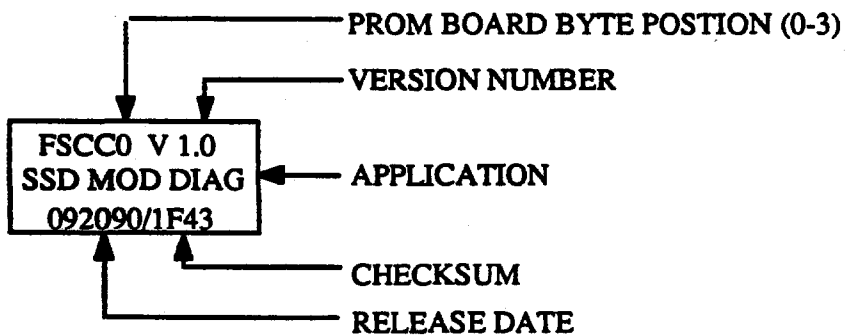 PROM BOARD BYTE POSTION (0-3)
VERSION NUMBER
FSCC0 V 1.0
SSD MOD DIAG
092090/1F43
APPLICATION
CHECKSUM
RELEASE DATE